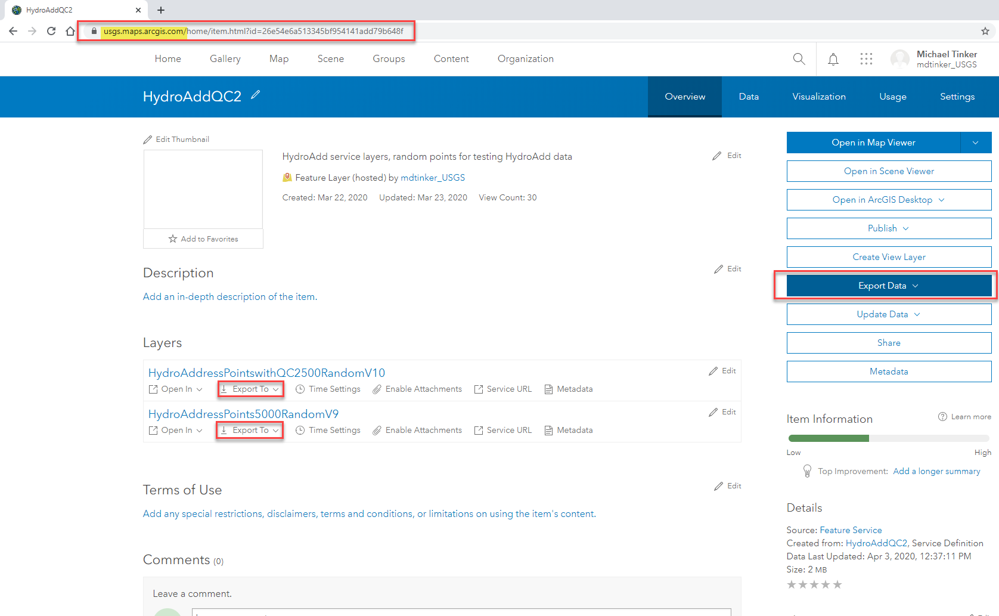 HydroAddQC2
usgs.maps.arcgis.com/home/item.html?id=26e54e6a513345bf954141add79b648f
Home Gallery Map Scene Groups Content Organization
Michael Tinker
mdtinker_USGS
HydroAddQC2
Overview Data Visualization Usage Settings
Edit Thumbnail
Add to Favorites
HydroAdd service layers, random points for testing HydroAdd data
Edit
Feature Layer (hosted) by mdtinker_USGS
Created: Mar 22, 2020 Updated: Mar 23, 2020 View Count: 30
Description
Edit
Add an in-depth description of the item.
Layers
HydroAddressPointswithQC2500RandomV10
Edit
Open In Export To Time Settings Enable Attachments Service URL Metadata
HydroAddressPoints5000RandomV9
Edit
Open In Export To Time Settings Enable Attachments Service URL Metadata
Terms of Use
Edit
Add any special restrictions, disclaimers, terms and conditions, or limitations on using the item's content.
Comments (0)
Leave a comment.
Open in Map Viewer
Open in Scene Viewer
Open in ArcGIS Desktop
Publish
Create View Layer
Export Data
Update Data
Share
Metadata
Item Information
Learn more
Low High
Top Improvement: Add a longer summary
Details
Source: Feature Service
Created from: HydroAddQC2, Service Definition
Data Last Updated: Apr 3, 2020, 12:37:11 PM
Size: 2 MB